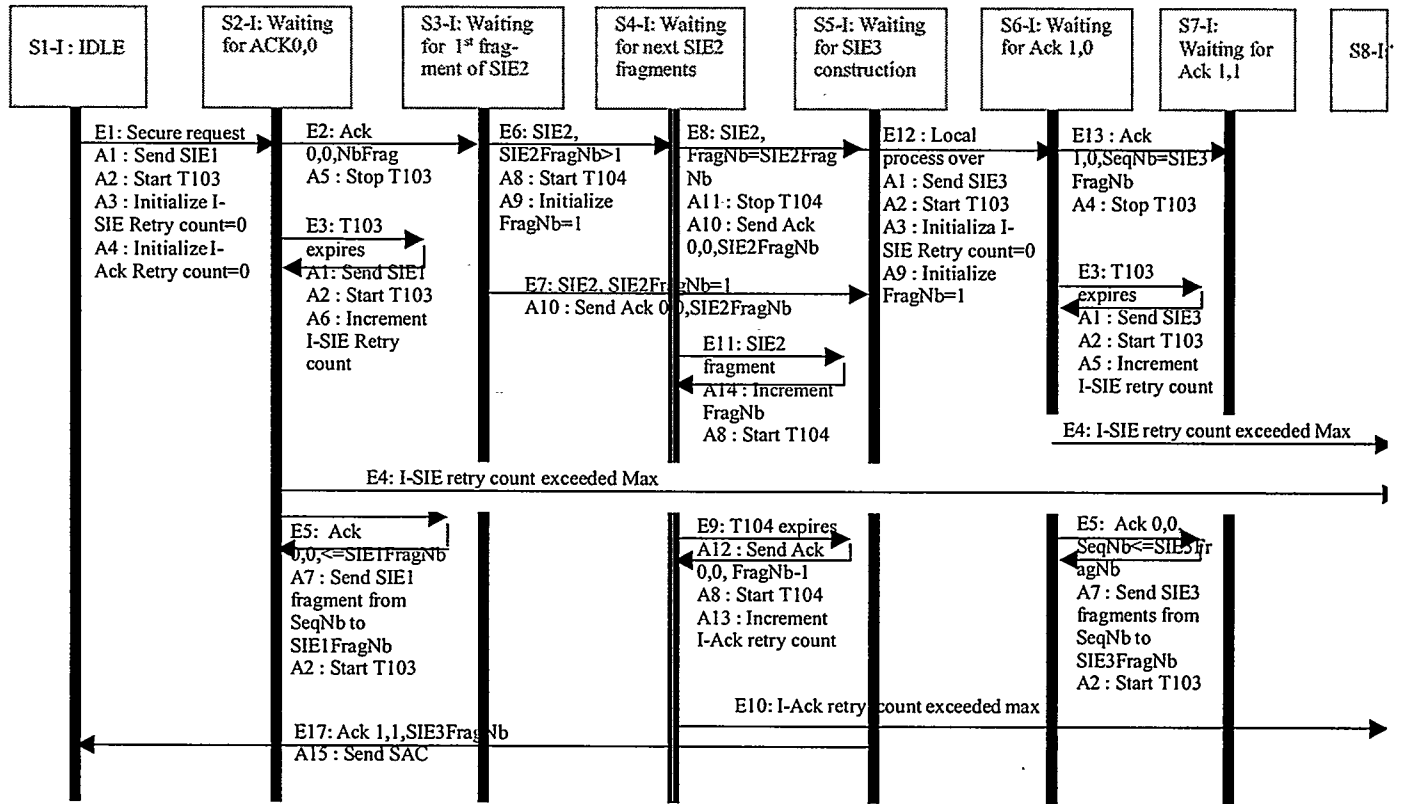 S1-I : IDLE
S2-I: Waiting
for ACK0,0
S3-I: Waiting
for 1st frag-
ment of SIE2
S4-I: Waiting
for next SIE2
fragments
S5-I: Waiting
for SIE3
construction
S6-I: Waiting
for Ack 1,0
S7-I:
Waiting for
Ack 1,1
S8-I:
E1: Secure request
A1 : Send SIE1
A2 : Start T103
A3 : Initialize I-
SIE Retry count=0
A4 : Initialize I-
Ack Retry count=0
E2: Ack
0,0,NbFrag
A5 : Stop T103
E3: T103
expires
A1: Send SIE1
A2 : Start T103
A6 : Increment
I-SIE Retry
count
E6: SIE2,
SIE2FragNb>1
A8 : Start T104
A9 : Initialize
FragNb=1
E8: SIE2,
FragNb=SIE2Frag
Nb
A11 : Stop T104
A10 : Send Ack
0,0,SIE2FragNb
E7: SIE2, SIE2FragNb=1
A10 : Send Ack 0,0,SIE2FragNb
E11: SIE2
fragment
A14 : Increment
FragNb
A8 : Start T104
E12 : Local
process over
A1 : Send SIE3
A2 : Start T103
A3 : Initializa I-
SIE Retry count=0
A9 : Initialize
FragNb=1
E13 : Ack
1,0,SeqNb=SIE3
FragNb
A4 : Stop T103
E3: T103
expires
A1 : Send SIE3
A2 : Start T103
A5 : Increment
I-SIE retry count
E4: I-SIE retry count exceeded Max
E4: I-SIE retry count exceeded Max
E5: Ack
0,0,<=SIE1FragNb
A7 : Send SIE1
fragment from
SeqNb to
SIE1FragNb
A2 : Start T103
E9: T104 expires
A12 : Send Ack
0,0, FragNb-1
A8 : Start T104
A13 : Increment
I-Ack retry count
E5: Ack 0,0,
SeqNb<=SIE3Fr
agNb
A7 : Send SIE3
fragments from
SeqNb to
SIE3FragNb
A2 : Start T103
E10: I-Ack retry count exceeded max
E17: Ack 1,1,SIE3FragNb
A15 : Send SAC